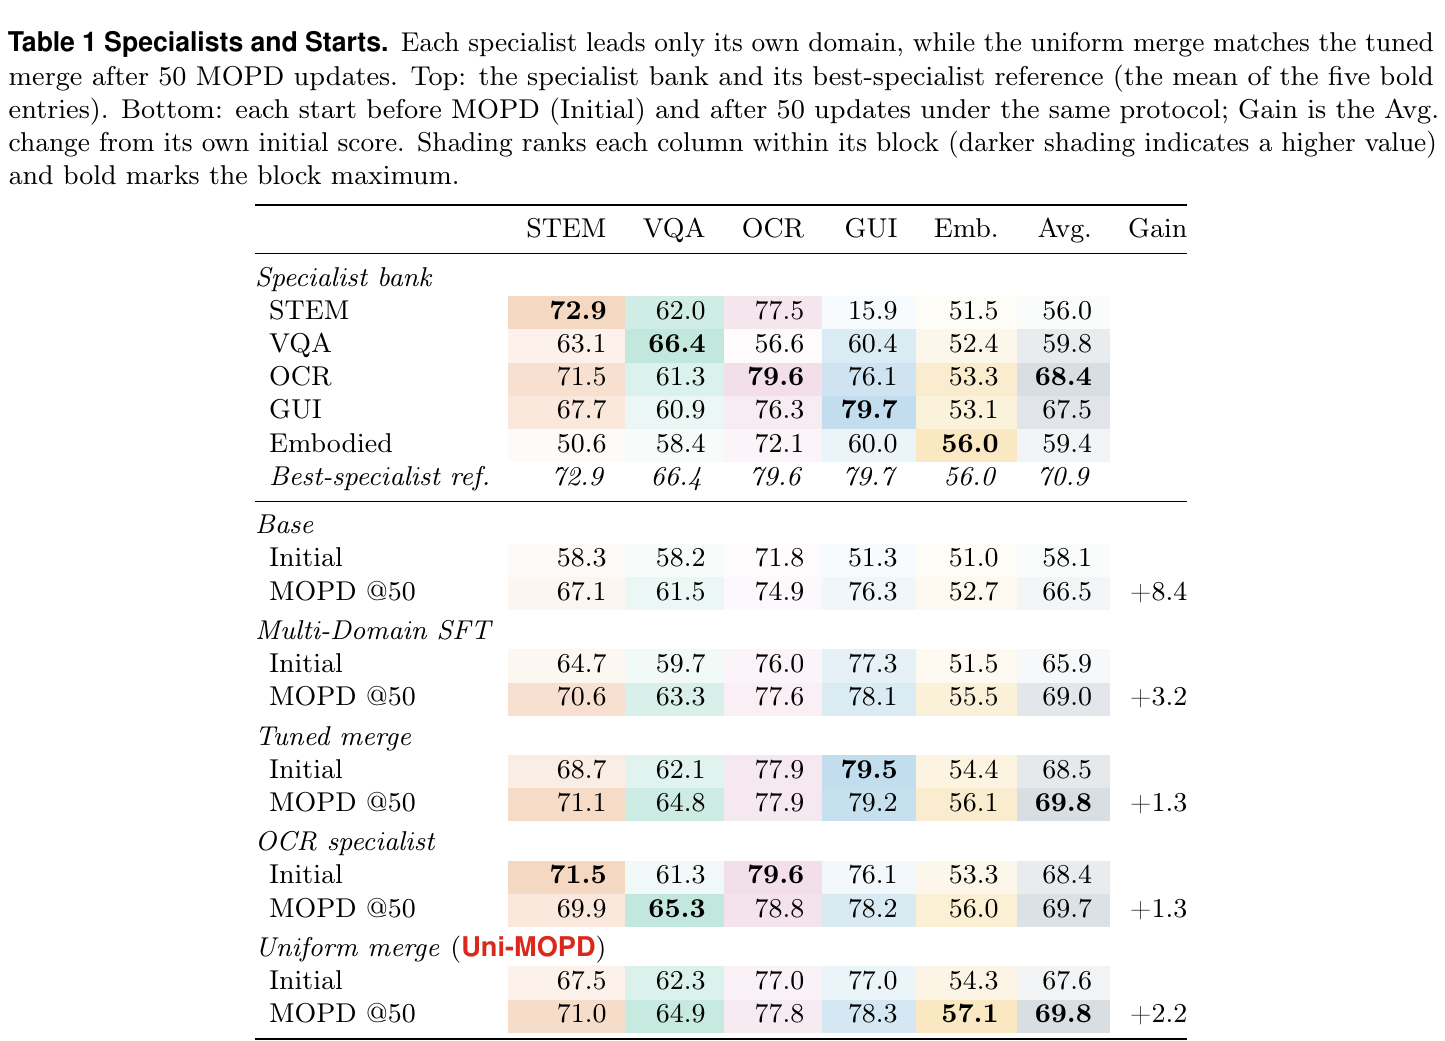 Table 1 Specialists and Starts. Each specialist leads only its own domain, while the uniform merge matches the tuned
merge after 50 MOPD updates. Top: the specialist bank and its best-specialist reference (the mean of the five bold
entries). Bottom: each start before MOPD (Initial) and after 50 updates under the same protocol; Gain is the Avg.
change from its own initial score. Shading ranks each column within its block (darker shading indicates a higher value)
and bold marks the block maximum.
STEM VQA OCR GUI Emb. Avg. Gain
Specialist bank
STEM 72.9 62.0 77.5 15.9 51.5 56.0
VQA 63.1 66.4 56.6 60.4 52.4 59.8
OCR 71.5 61.3 79.6 76.1 53.3 68.4
GUI 67.7 60.9 76.3 79.7 53.1 67.5
Embodied 50.6 58.4 72.1 60.0 56.0 59.4
Best-specialist ref. 72.9 66.4 79.6 79.7 56.0 70.9
Base
Initial 58.3 58.2 71.8 51.3 51.0 58.1
MOPD @50 67.1 61.5 74.9 76.3 52.7 66.5 +8.4
Multi-Domain SFT
Initial 64.7 59.7 76.0 77.3 51.5 65.9
MOPD @50 70.6 63.3 77.6 78.1 55.5 69.0 +3.2
Tuned merge
Initial 68.7 62.1 77.9 79.5 54.4 68.5
MOPD @50 71.1 64.8 77.9 79.2 56.1 69.8 +1.3
OCR specialist
Initial 71.5 61.3 79.6 76.1 53.3 68.4
MOPD @50 69.9 65.3 78.8 78.2 56.0 69.7 +1.3
Uniform merge (Uni-MOPD)
Initial 67.5 62.3 77.0 77.0 54.3 67.6
MOPD @50 71.0 64.9 77.8 78.3 57.1 69.8 +2.2